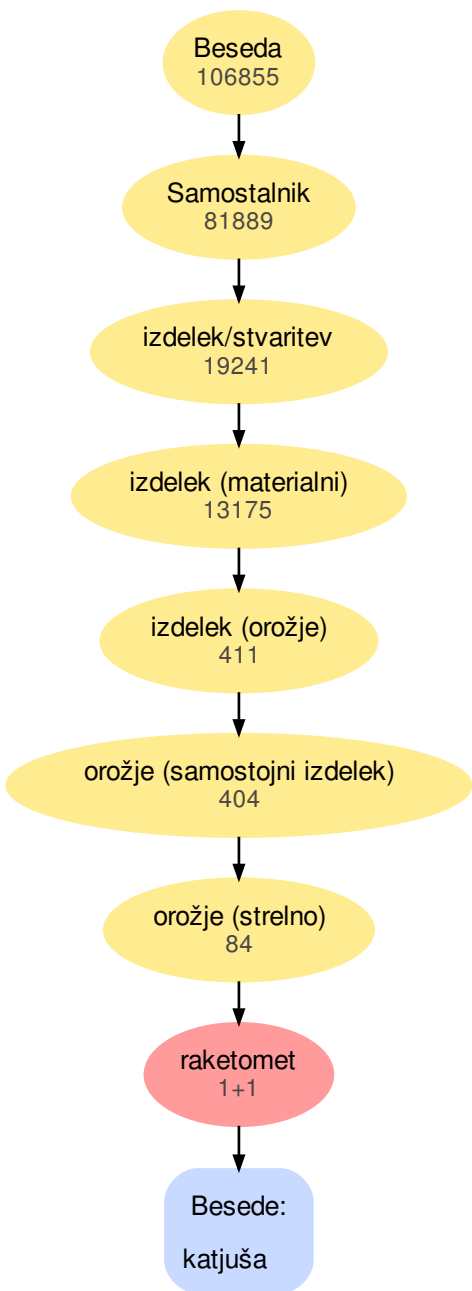 Beseda
106855
Samostalnik
81889
izdelek/stvaritev
19241
izdelek (materialni)
13175
izdelek (orožje)
411
orožje (samostojni izdelek)
404
orožje (strelno)
84
raketomet
1+1
Besede:
katjuša